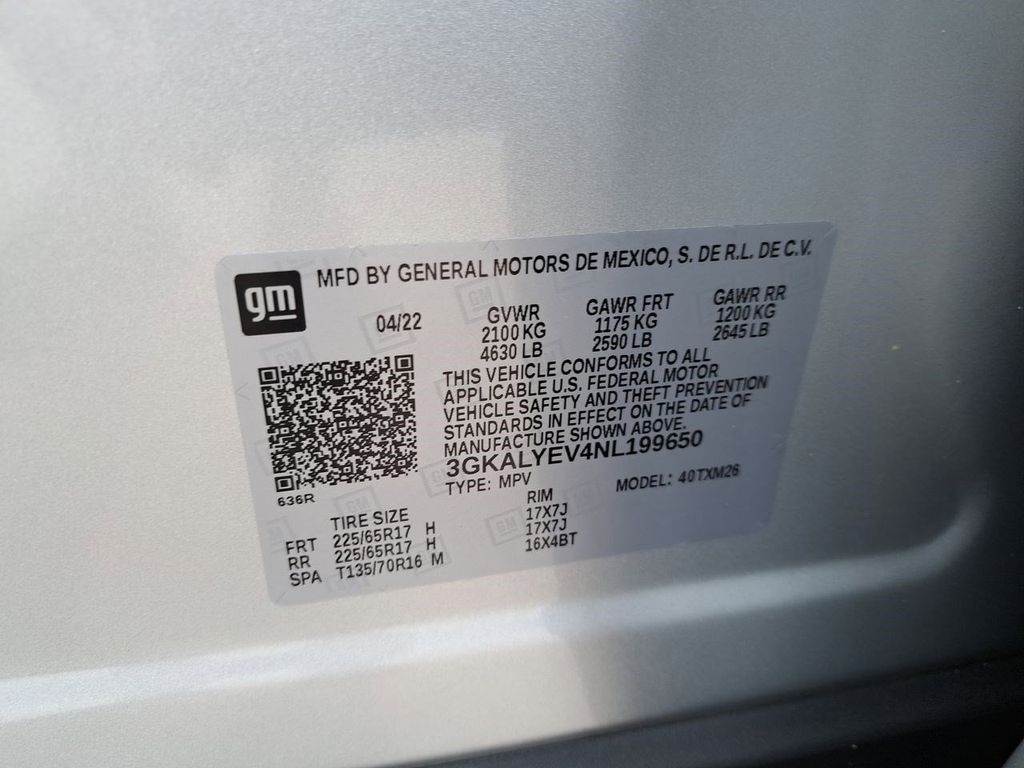 gm
MFD BY GENERAL MOTORS DE MEXICO, S. DE R.L. DE C.V.
04/22
GVWR
2100 KG
4630 LB
GAWR FRT
1175 KG
2590 LB
GAWR RR
1200 KG
2645 LB
THIS VEHICLE CONFORMS TO ALL
APPLICABLE U.S. FEDERAL MOTOR
VEHICLE SAFETY AND THEFT PREVENTION
STANDARDS IN EFFECT ON THE DATE OF
MANUFACTURE SHOWN ABOVE.
3GKALYEV4NL199650
TYPE: MPV MODEL: 40TXM26
636R
TIRE SIZE RIM
FRT 225/65R17 H 17X7J
RR 225/65R17 H 17X7J
SPA T135/70R16 M 16X4BT